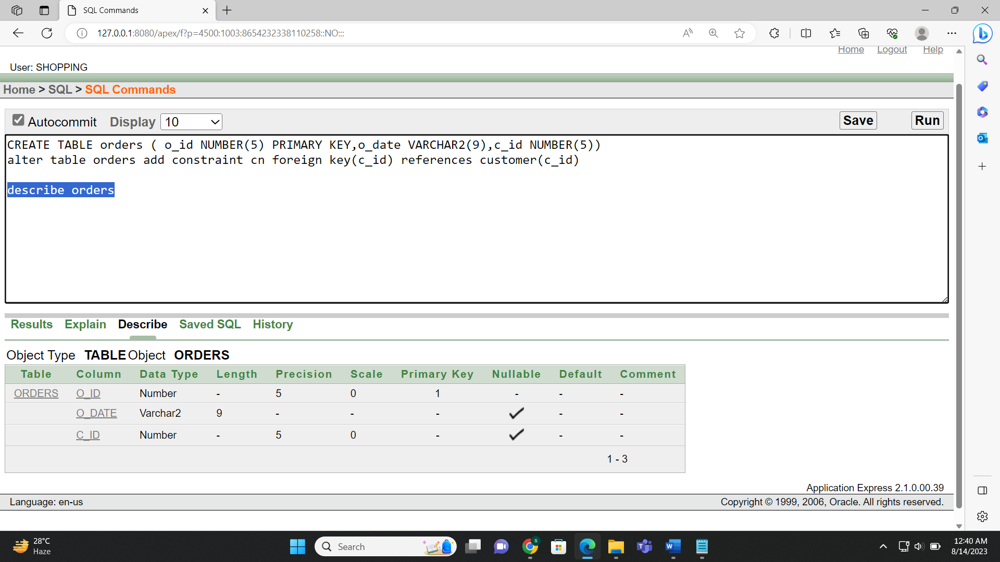 SQL Commands
127.0.0.1:8080/apex/f?p=4500:1003:8654232338110258::NO:::
Home Logout Help
User: SHOPPING
Home > SQL > SQL Commands
Autocommit Display 10 Save Run
CREATE TABLE orders ( o_id NUMBER(5) PRIMARY KEY,o_date VARCHAR2(9),c_id NUMBER(5))
alter table orders add constraint cn foreign key(c_id) references customer(c_id)
describe orders
Results Explain Describe Saved SQL History
Object Type TABLE Object ORDERS
Table Column Data Type Length Precision Scale Primary Key Nullable Default Comment
ORDERS O_ID Number - 5 0 1 - - -
O_DATE Varchar2 9 - - - - -
C_ID Number - 5 0 - - -
1 - 3
Application Express 2.1.0.00.39
Language: en-us Copyright © 1999, 2006, Oracle. All rights reserved.
28°C
Haze
Search
12:40 AM
8/14/2023